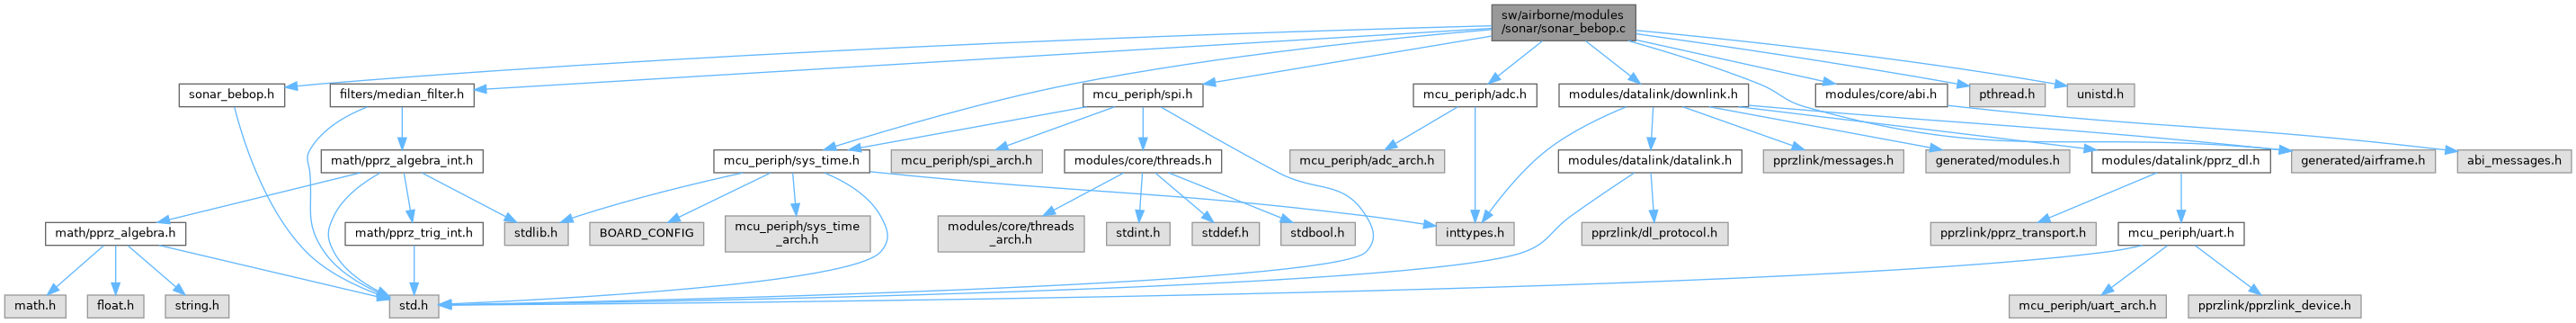 sw/airborne/modules
/sonar/sonar_bebop.c
sonar_bebop.h
filters/median_filter.h
mcu_periph/spi.h
mcu_periph/adc.h
modules/datalink/downlink.h
modules/core/abi.h
pthread.h
unistd.h
math/pprz_algebra_int.h
mcu_periph/sys_time.h
mcu_periph/spi_arch.h
modules/core/threads.h
mcu_periph/adc_arch.h
modules/datalink/datalink.h
pprzlink/messages.h
generated/modules.h
modules/datalink/pprz_dl.h
generated/airframe.h
abi_messages.h
math/pprz_algebra.h
math/pprz_trig_int.h
stdlib.h
BOARD_CONFIG
mcu_periph/sys_time
_arch.h
modules/core/threads
_arch.h
stdint.h
stddef.h
stdbool.h
inttypes.h
pprzlink/dl_protocol.h
pprzlink/pprz_transport.h
mcu_periph/uart.h
math.h
float.h
string.h
std.h
mcu_periph/uart_arch.h
pprzlink/pprzlink_device.h